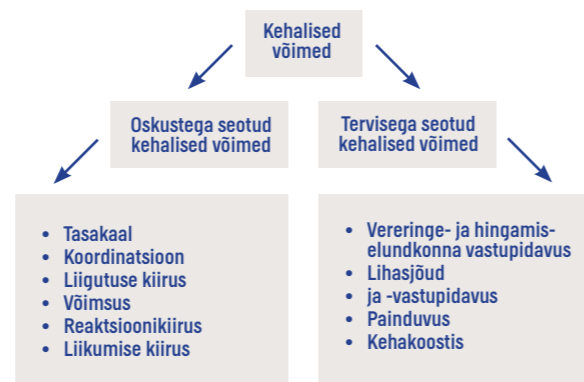 Kehalised
võimed
Oskustega seotud
kehalised võimed
Tervisega seotud
kehalised võimed
• Tasakaal
• Koordinatsioon
• Liigutuse kiirus
• Võimsus
• Reaktsioonikiirus
• Liikumise kiirus
• Vereringe- ja hingamis-
elundkonna vastupidavus
• Lihasjõud
• ja -vastupidavus
• Painduvus
• Kehakoostis